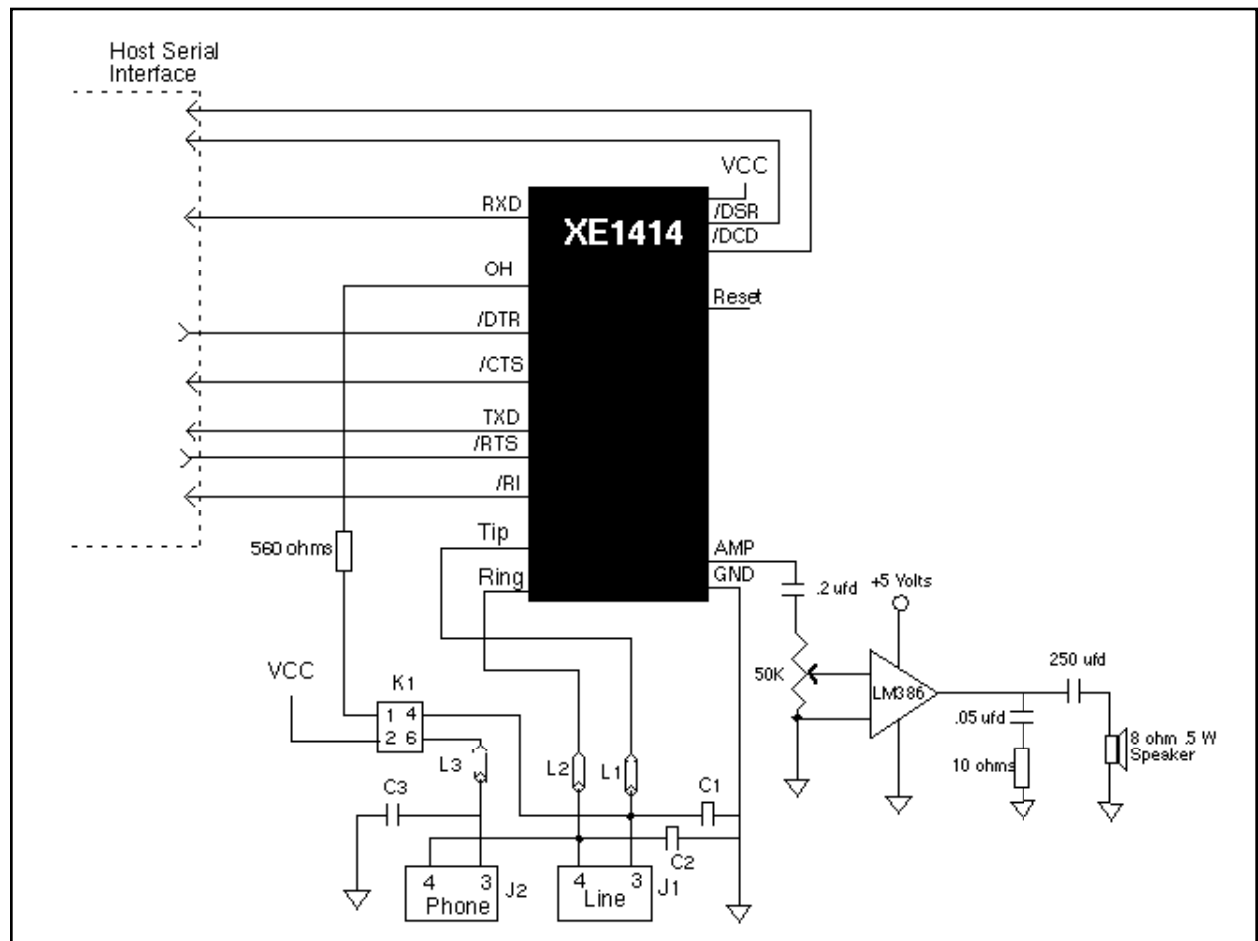 Host Serial
Interface
VCC
RXD
/DSR
XE1414
/DCD
OH
Reset
/DTR
/CTS
TXD
/RTS
/RI
Tip
560 ohms
AMP
Ring
GND
.2 ufd
+5 Volts
VCC
K1
50K
LM386
250 ufd
1 4
2 6
.05 ufd
8 ohm .5 W
Speaker
L3
L2
L1
10 ohms
C3
C1
C2
4 3
J2
Phone
4 3
J1
Line